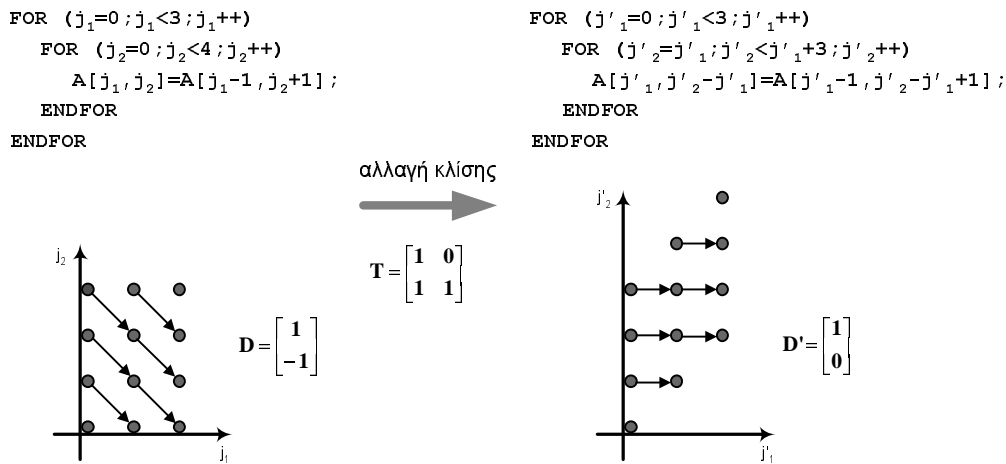 FOR (j₁=0;j₁<3;j₁++)
FOR (j₂=0;j₂<4;j₂++)
A[j₁,j₂]=A[j₁-1,j₂+1];
ENDFOR
ENDFOR
FOR (j'₁=0;j'₁<3;j'₁++)
FOR (j'₂=j'₁;j'₂<j'₁+3;j'₂++)
A[j'₁,j'₂-j'₁]=A[j'₁-1,j'₂-j'₁+1];
ENDFOR
ENDFOR
αλλαγή κλίσης
T = [1 0
1 1]
j₂
D = [1
-1]
j₁
j'₂
D'= [1
0]
j'₁